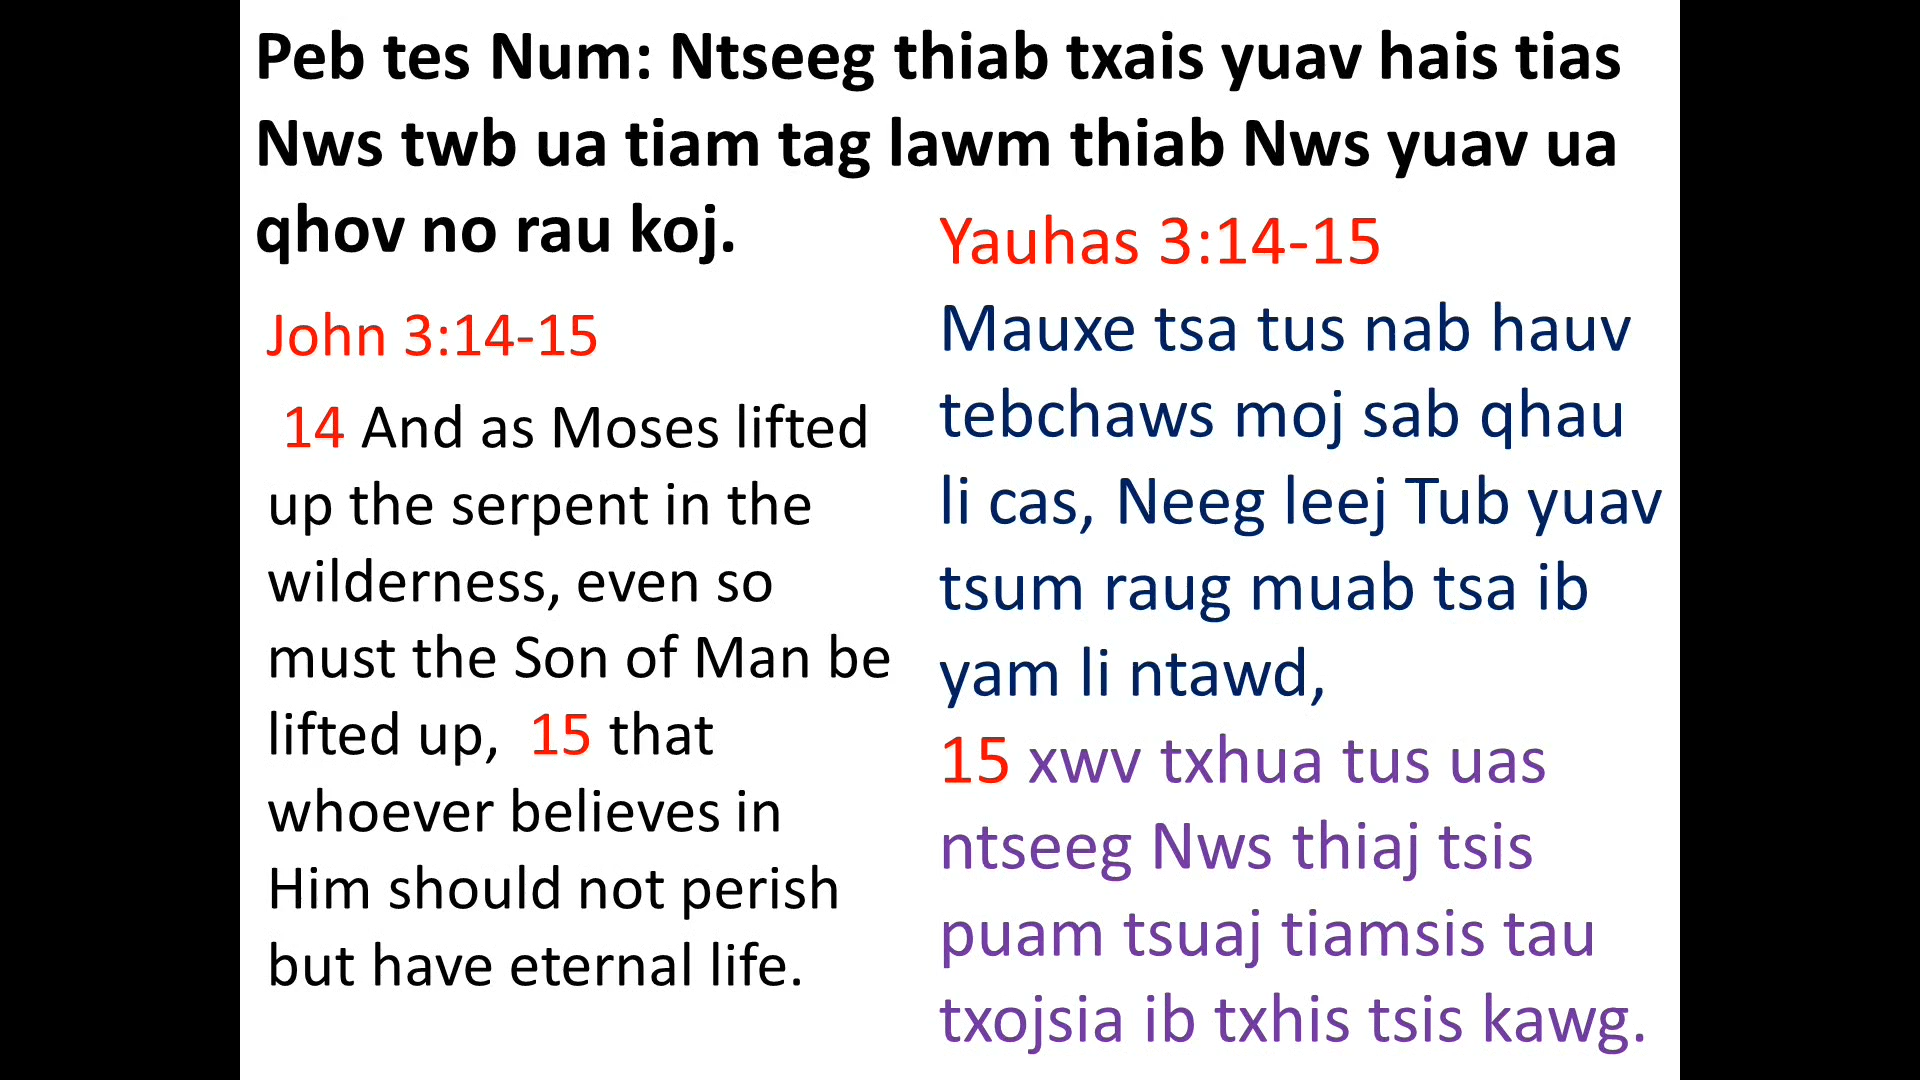 Peb tes Num: Ntseeg thiab txais yuav hais tias
Nws twb ua tiam tag lawm thiab Nws yuav ua
qhov no rau koj.
John 3:14-15
14 And as Moses lifted
up the serpent in the
wilderness, even so
must the Son of Man be
lifted up, 15 that
whoever believes in
Him should not perish
but have eternal life.
Yauhas 3:14-15
Mauxe tsa tus nab hauv
tebchaws moj sab qhau
li cas, Neeg leej Tub yuav
tsum raug muab tsa ib
yam li ntawd,
15 xwv txhua tus uas
ntseeg Nws thiaj tsis
puam tsuaj tiamsis tau
txojsia ib txhis tsis kawg.